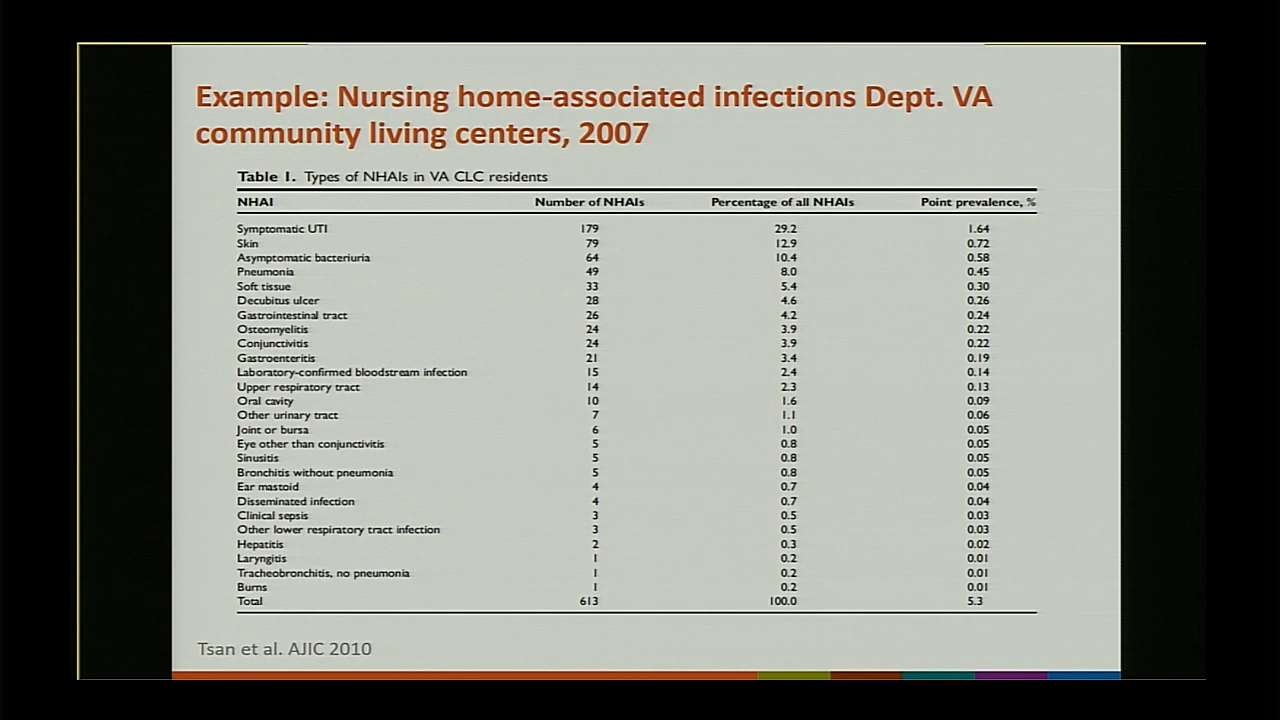 Example: Nursing home-associated infections Dept. VA
community living centers, 2007
Table 1. Types of NHAIs in VA CLC residents
NHAI Number of NHAIs Percentage of all NHAIs Point prevalence, %
Symptomatic UTI 179 29.2 1.64
Skin 79 12.9 0.72
Asymptomatic bacteriuria 64 10.4 0.58
Pneumonia 49 8.0 0.45
Soft tissue 33 5.4 0.30
Decubitus ulcer 28 4.6 0.26
Gastrointestinal tract 26 4.2 0.24
Osteomyelitis 24 3.9 0.22
Conjunctivitis 24 3.9 0.22
Gastroenteritis 21 3.4 0.19
Laboratory-confirmed bloodstream infection 15 2.4 0.14
Upper respiratory tract 14 2.3 0.13
Oral cavity 10 1.6 0.09
Other urinary tract 7 1.1 0.06
Joint or bursa 6 1.0 0.05
Eye other than conjunctivitis 5 0.8 0.05
Sinusitis 5 0.8 0.05
Bronchitis without pneumonia 5 0.8 0.05
Ear mastoid 4 0.7 0.04
Disseminated infection 4 0.7 0.04
Clinical sepsis 3 0.5 0.03
Other lower respiratory tract infection 3 0.5 0.03
Hepatitis 2 0.3 0.02
Laryngitis 1 0.2 0.01
Tracheobronchitis, no pneumonia 1 0.2 0.01
Burns 1 0.2 0.01
Total 613 100.0 5.3
Tsan et al. AJIC 2010